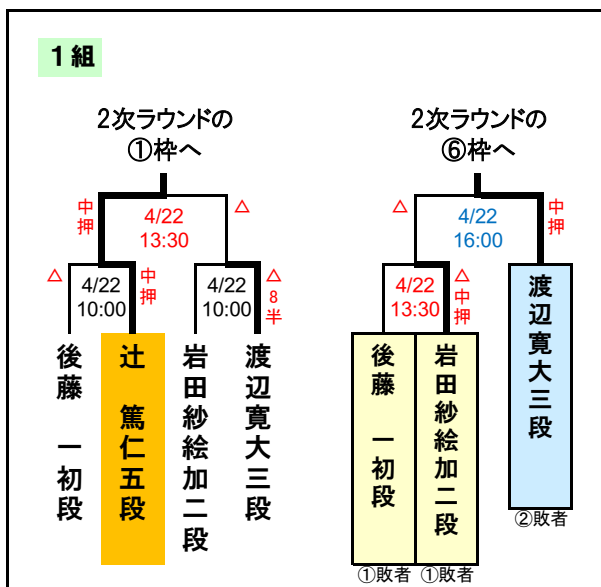 1組
2次ラウンドの
①枠へ
中押
4/22
13:30
△
△
4/22
10:00
中押
4/22
10:00
△8半
後藤 一初段
辻 篤仁五段
岩田紗絵加二段
渡辺寛大三段
2次ラウンドの
⑥枠へ
△
4/22
16:00
中押
△
4/22
13:30
△中押
後藤 一初段
岩田紗絵加二段
渡辺寛大三段
①敗者
①敗者
②敗者